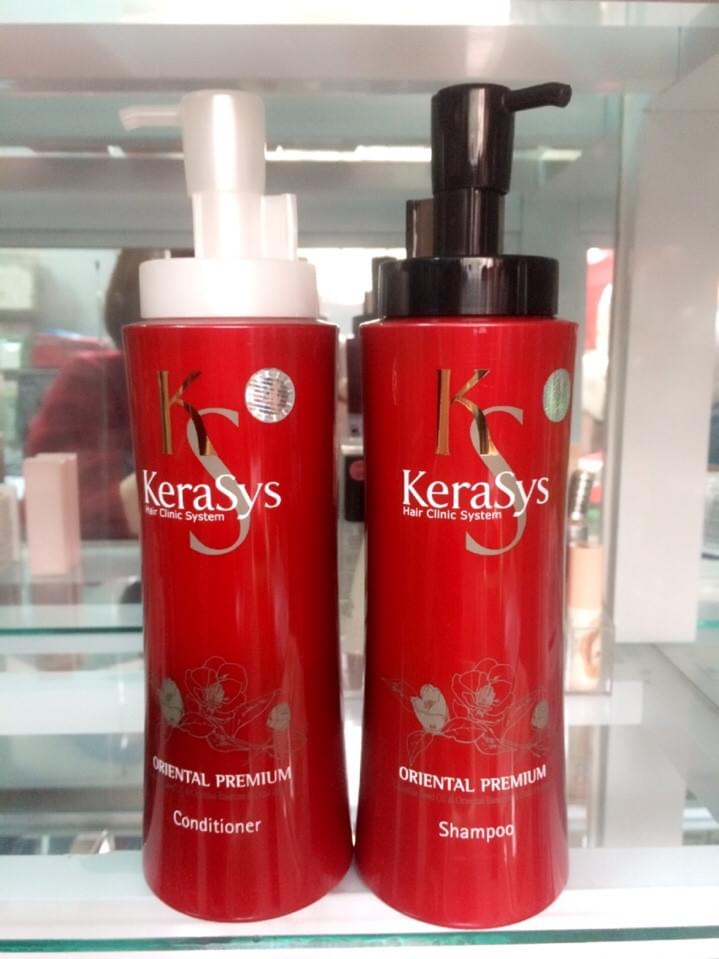 KS
KeraSys
Hair Clinic System
ORIENTAL PREMIUM
Conditioner
KS
KeraSys
Hair Clinic System
ORIENTAL PREMIUM
Shampoo